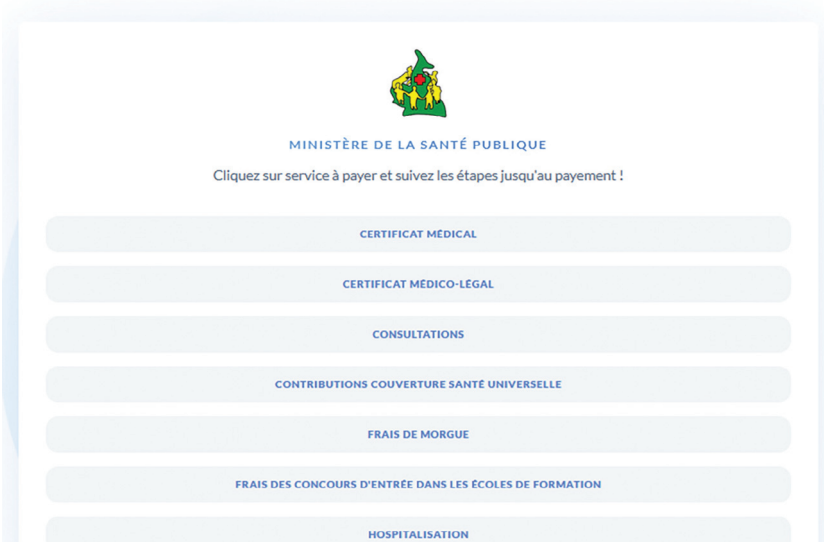 MINISTÈRE DE LA SANTÉ PUBLIQUE
Cliquez sur service à payer et suivez les étapes jusqu'au payement !
CERTIFICAT MÉDICAL
CERTIFICAT MÉDICO-LÉGAL
CONSULTATIONS
CONTRIBUTIONS COUVERTURE SANTÉ UNIVERSELLE
FRAIS DE MORGUE
FRAIS DES CONCOURS D'ENTRÉE DANS LES ÉCOLES DE FORMATION
HOSPITALISATION